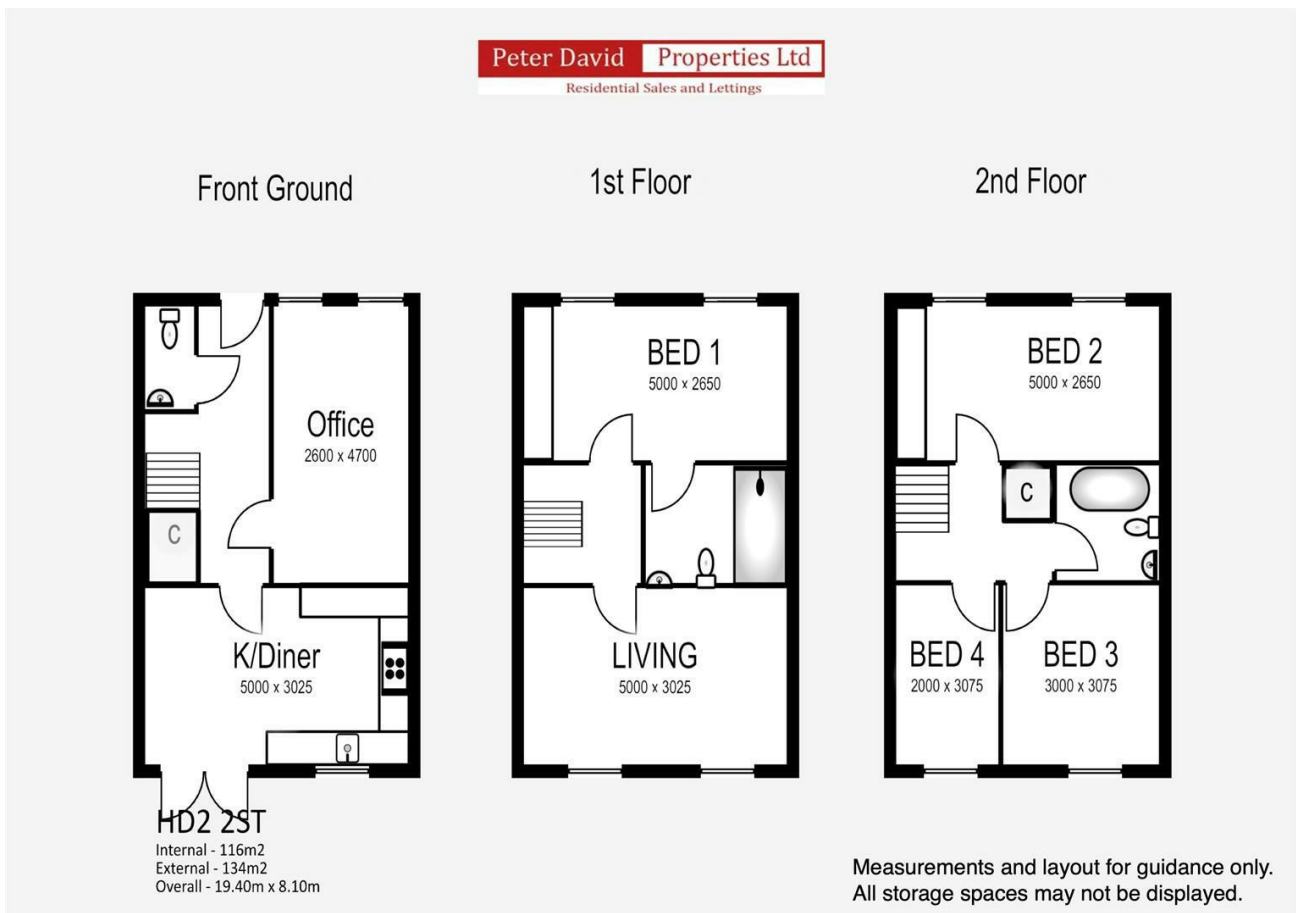 Peter David Properties Ltd
Residential Sales and Lettings
Front Ground
1st Floor
2nd Floor
Office
2600 x 4700
C
K/Diner
5000 x 3025
BED 1
5000 x 2650
LIVING
5000 x 3025
BED 2
5000 x 2650
C
BED 4
2000 x 3075
BED 3
3000 x 3075
HD2 2ST
Internal - 116m2
External - 134m2
Overall - 19.40m x 8.10m
Measurements and layout for guidance only.
All storage spaces may not be displayed.